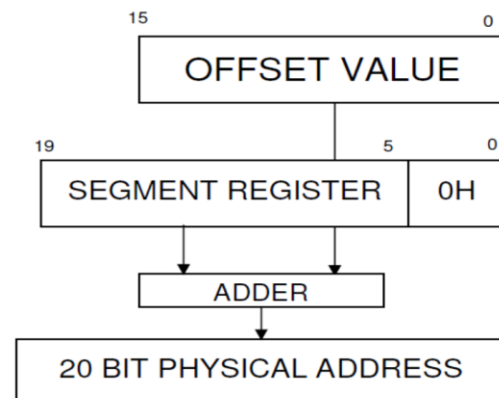 15 0
OFFSET VALUE
19 5 0
SEGMENT REGISTER 0H
ADDER
20 BIT PHYSICAL ADDRESS